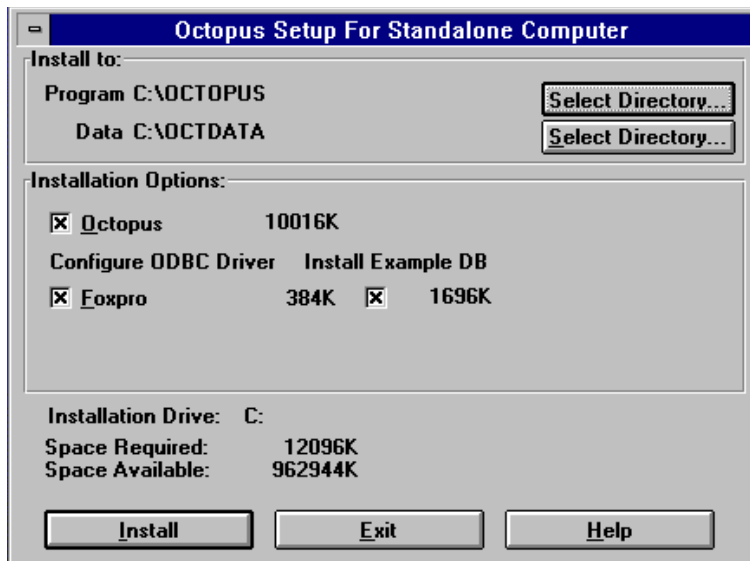 Octopus Setup For Standalone Computer
Install to:
Program C:\OCTOPUS Select Directory...
Data C:\OCTDATA Select Directory...
Installation Options:
Octopus 10016K
Configure ODBC Driver Install Example DB
Foxpro 384K 1696K
Installation Drive: C:
Space Required: 12096K
Space Available: 962944K
Install Exit Help